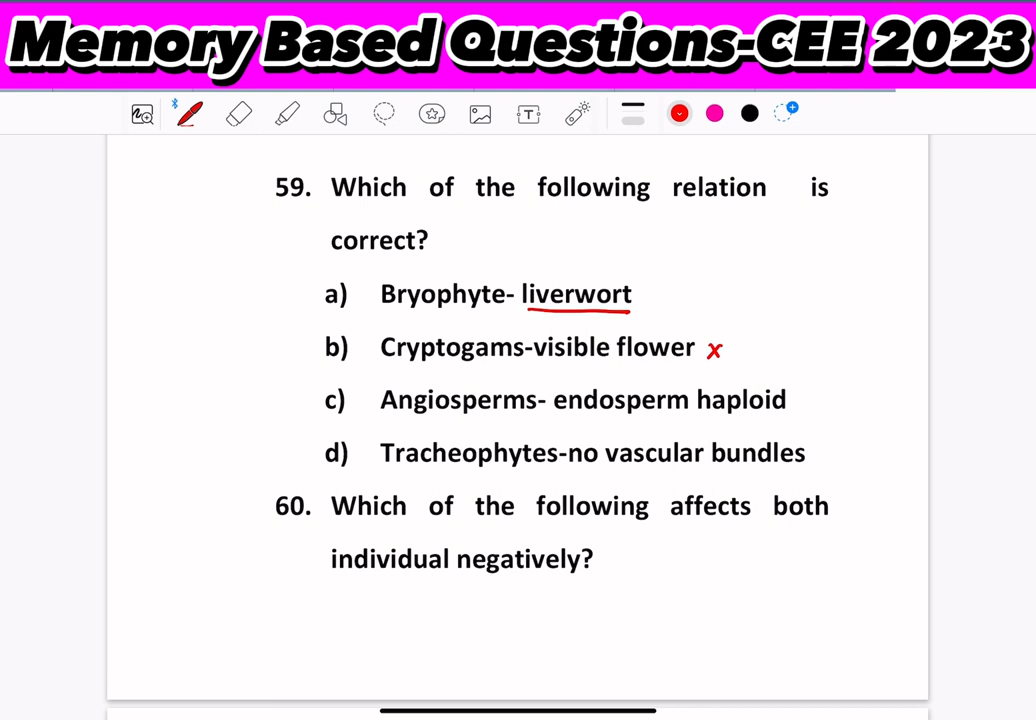 Memory Based Questions-CEE 2023
T
59. Which of the following relation is
correct?
a) Bryophyte- liverwort
b) Cryptogams-visible flower x
c) Angiosperms- endosperm haploid
d) Tracheophytes-no vascular bundles
60. Which of the following affects both
individual negatively?